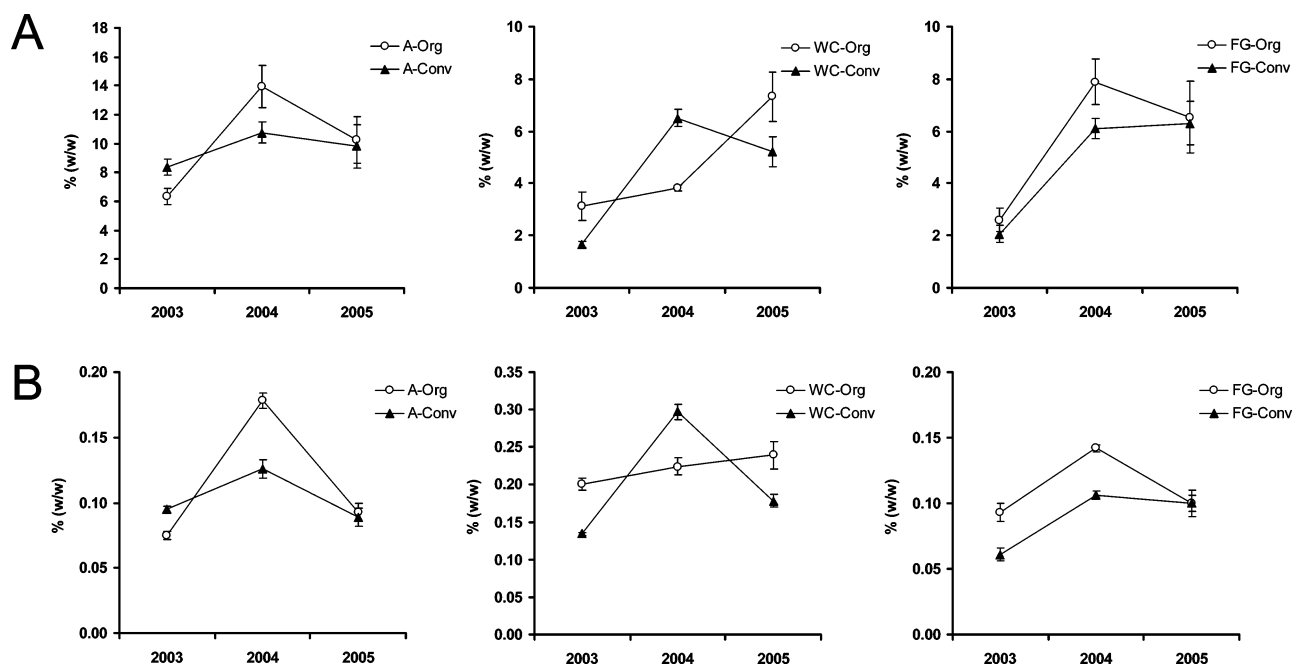 A
% (w/w)
18
16
14
12
10
8
6
4
2
0
2003 2004 2005
A-Org
A-Conv
% (w/w)
10
8
6
4
2
0
2003 2004 2005
WC-Org
WC-Conv
% (w/w)
10
8
6
4
2
0
2003 2004 2005
FG-Org
FG-Conv
B
% (w/w)
0.20
0.15
0.10
0.05
0.00
2003 2004 2005
A-Org
A-Conv
% (w/w)
0.35
0.30
0.25
0.20
0.15
0.10
0.05
0.00
2003 2004 2005
WC-Org
WC-Conv
% (w/w)
0.20
0.15
0.10
0.05
0.00
2003 2004 2005
FG-Org
FG-Conv